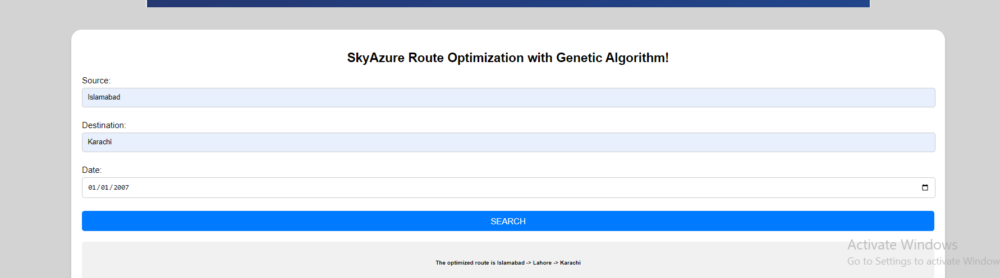 SkyAzure Route Optimization with Genetic Algorithm!
Source:
Islamabad
Destination:
Karachi
Date:
01/01/2007
SEARCH
The optimized route is Islamabad -> Lahore -> Karachi
Activate Windows
Go to Settings to activate Window